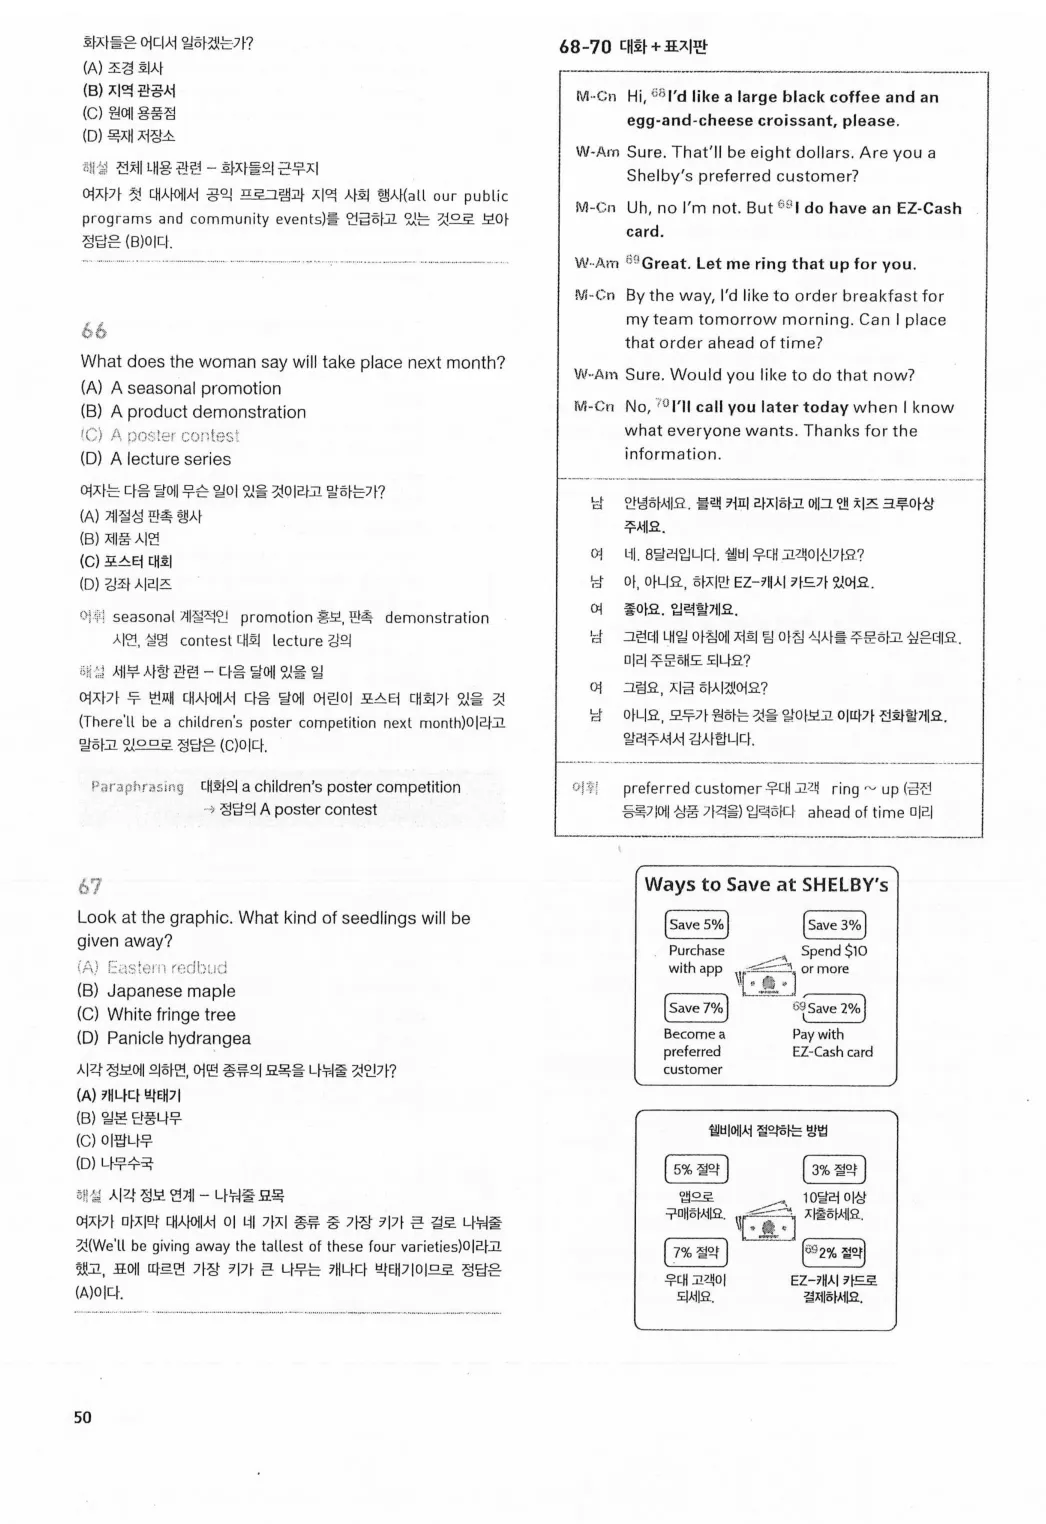 화자들은 어디서 일하겠는가?
(A) 조경 회사
(B) 지역 관공서
(C) 원예 용품점
(D) 목재 저장소
해설 전체 내용 관련 – 화자들의 근무지
여자가 첫 대사에서 공익 프로그램과 지역 사회 행사(all our public
programs and community events)를 언급하고 있는 것으로 보아
정답은 (B)이다.
66
What does the woman say will take place next month?
(A) A seasonal promotion
(B) A product demonstration
(C) A poster contest
(D) A lecture series
여자는 다음 달에 무슨 일이 있을 것이라고 말하는가?
(A) 계절성 판촉 행사
(B) 제품 시연
(C) 포스터 대회
(D) 강좌 시리즈
어휘 seasonal 계절적인 promotion 홍보, 판촉 demonstration
시연, 설명 contest 대회 lecture 강의
해설 세부 사항 관련 – 다음 달에 있을 일
여자가 두 번째 대사에서 다음 달에 어린이 포스터 대회가 있을 것
(There'll be a children's poster competition next month)이라고
말하고 있으므로 정답은 (C)이다.
Paraphrasing 대화의 a children's poster competition
→ 정답의 A poster contest
67
Look at the graphic. What kind of seedlings will be
given away?
(A) Eastern redbud
(B) Japanese maple
(C) White fringe tree
(D) Panicle hydrangea
시각 정보에 의하면, 어떤 종류의 묘목을 나눠줄 것인가?
(A) 캐나다 박태기
(B) 일본 단풍나무
(C) 이팝나무
(D) 나무수국
해설 시각 정보 연계 – 나눠줄 묘목
여자가 마지막 대사에서 이 네 가지 종류 중 가장 키가 큰 걸로 나눠줄
것(We'll be giving away the tallest of these four varieties)이라고
했고, 표에 따르면 가장 키가 큰 나무는 캐나다 박태기이므로 정답은
(A)이다.
50
68-70 대화 + 표지판
M-Cn Hi, 68I'd like a large black coffee and an
egg-and-cheese croissant, please.
W-Am Sure. That'll be eight dollars. Are you a
Shelby's preferred customer?
M-Cn Uh, no I'm not. But 69I do have an EZ-Cash
card.
W-Am 69Great. Let me ring that up for you.
M-Cn By the way, I'd like to order breakfast for
my team tomorrow morning. Can I place
that order ahead of time?
W-Am Sure. Would you like to do that now?
M-Cn No, 70I'll call you later today when I know
what everyone wants. Thanks for the
information.
남 안녕하세요. 블랙 커피 라지하고 에그 앤 치즈 크루아상
주세요.
여 네. 8달러입니다. 쉘비 우대 고객이신가요?
남 아, 아니요, 하지만 EZ-캐시 카드가 있어요.
여 좋아요. 입력할게요.
남 그런데 내일 아침에 저희 팀 아침 식사를 주문하고 싶은데요.
미리 주문해도 되나요?
여 그럼요, 지금 하시겠어요?
남 아니요, 모두가 원하는 것을 알아보고 이따가 전화할게요.
알려주셔서 감사합니다.
어휘 preferred customer 우대 고객 ring ~ up (금전
등록기에 상품 가격을) 입력하다 ahead of time 미리
Ways to Save at SHELBY's
Save 5%
Purchase
with app
Save 3%
Spend $10
or more
Save 7%
Become a
preferred
customer
69Save 2%
Pay with
EZ-Cash card
쉘비에서 절약하는 방법
5% 절약
앱으로
구매하세요.
3% 절약
10달러 이상
지출하세요.
7% 절약
우대 고객이
되세요.
692% 절약
EZ-캐시 카드로
결제하세요.